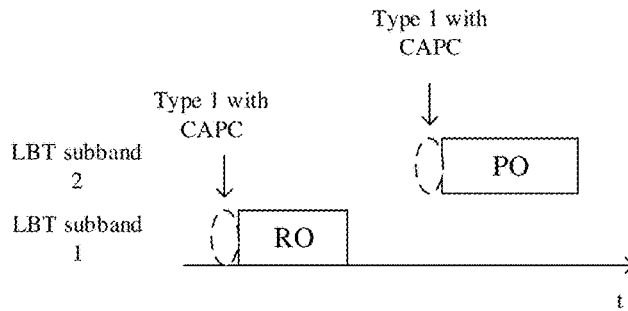 Type 1 with
CAPC
Type 1 with
CAPC
LBT subband
2
PO
LBT subband
1
RO
t